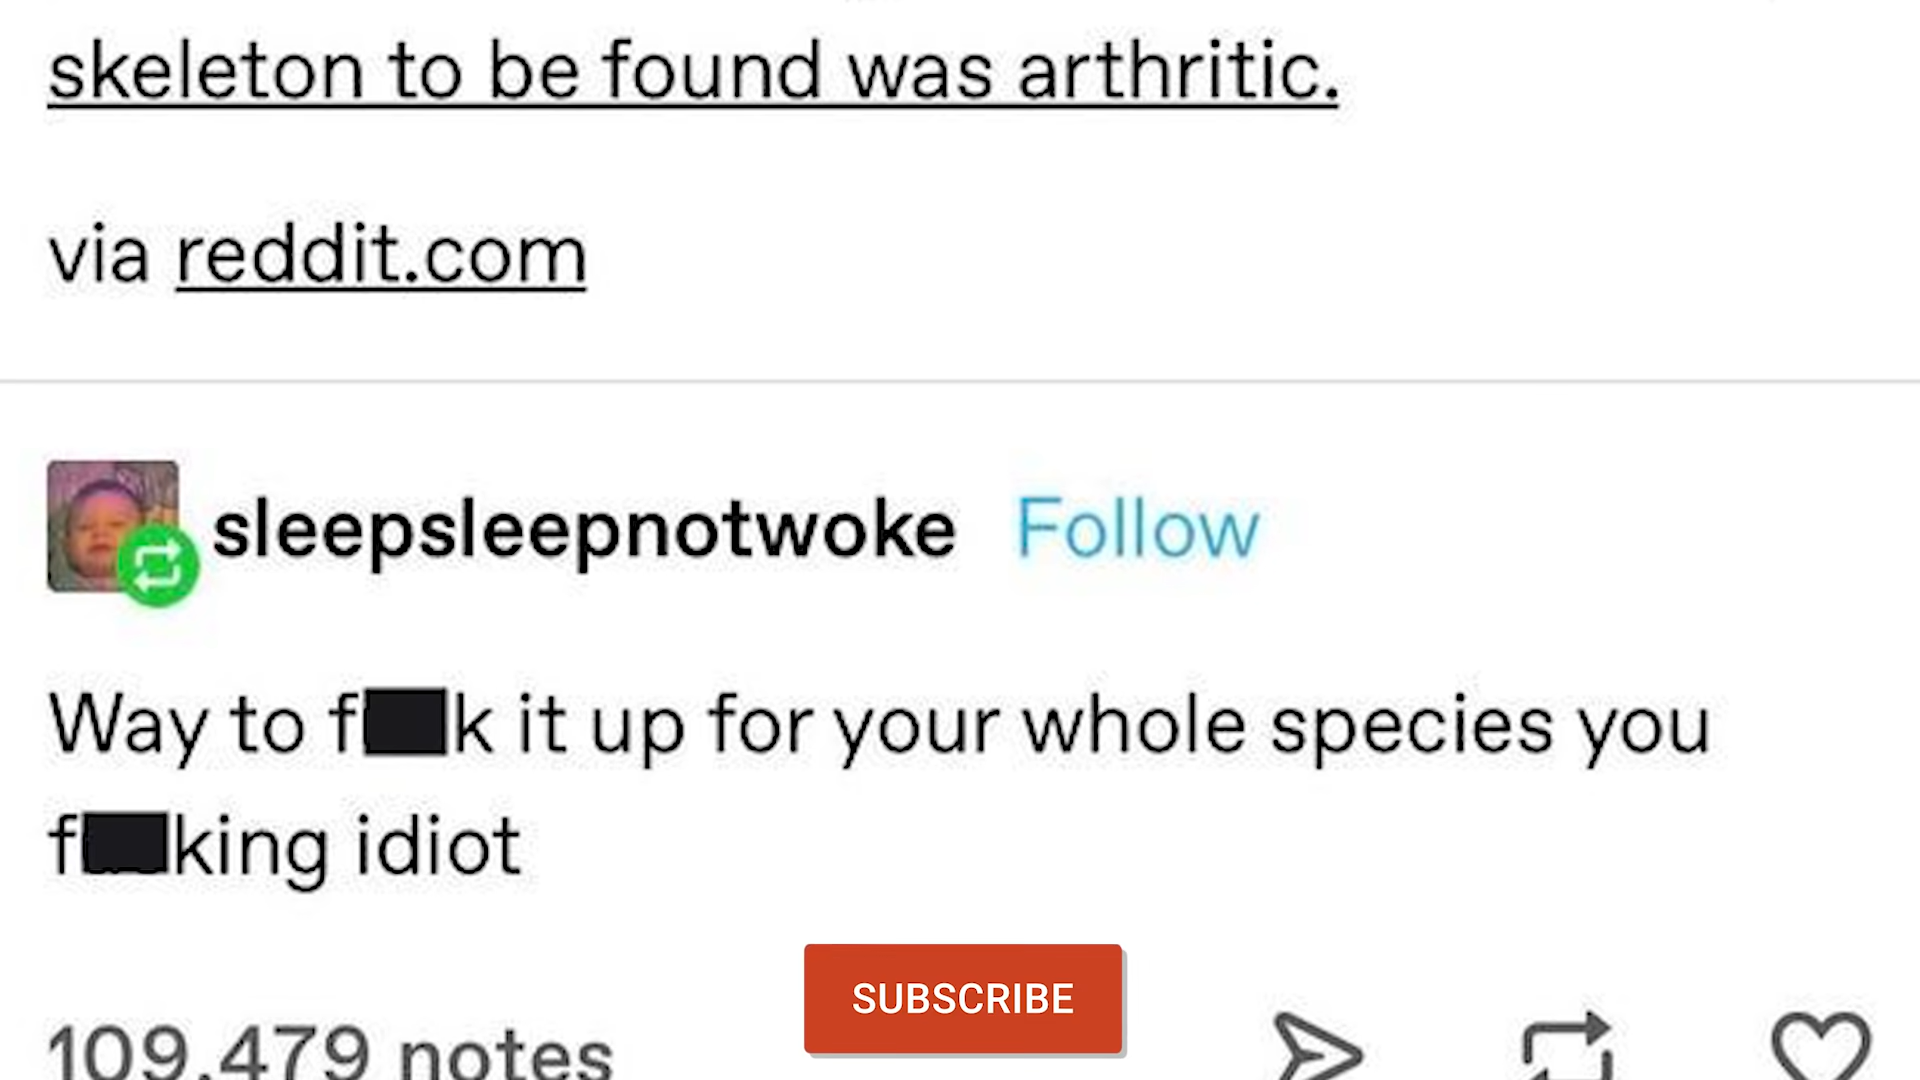 skeleton to be found was arthritic.
via reddit.com
sleepsleepnotwoke Follow
Way to f■k it up for your whole species you
f■king idiot
SUBSCRIBE
109,479 notes